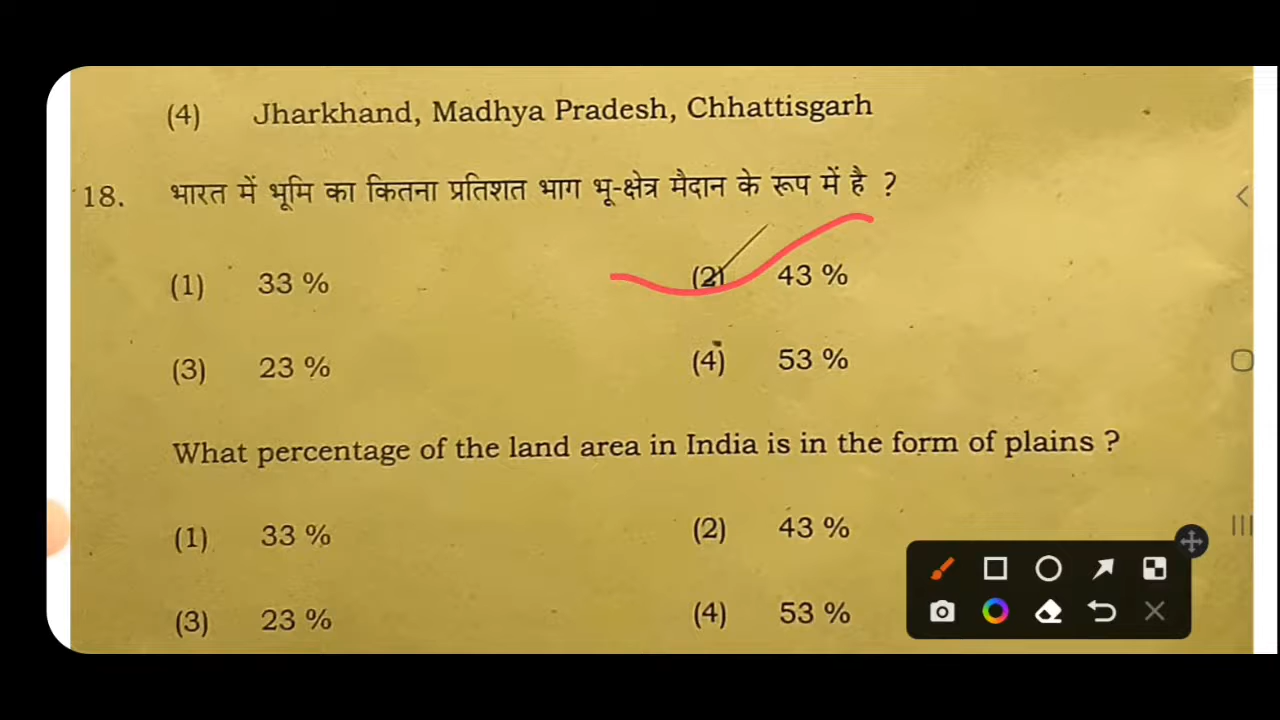 (4) Jharkhand, Madhya Pradesh, Chhattisgarh
18. भारत में भूमि का कितना प्रतिशत भाग भू-क्षेत्र मैदान के रूप में है ?
(1) 33 % (2) 43 %
(3) 23 % (4) 53 %
What percentage of the land area in India is in the form of plains ?
(1) 33 % (2) 43 %
(3) 23 % (4) 53 %